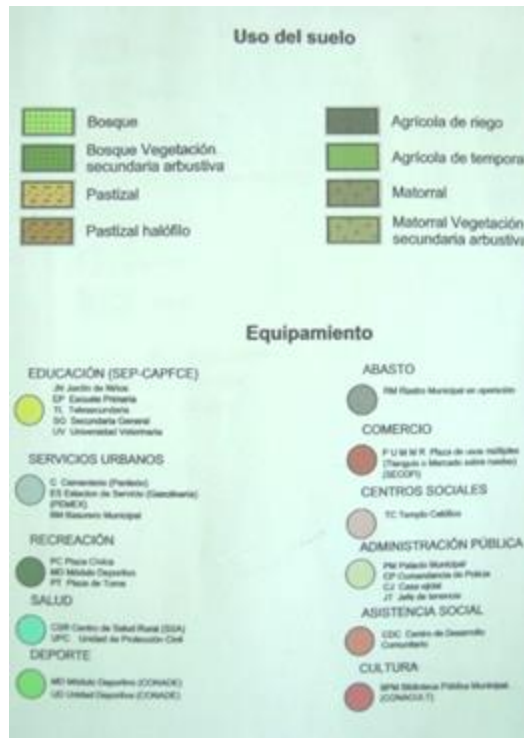 Uso del suelo
Bosque
Bosque Vegetación
secundaria arbustiva
Pastizal
Pastizal halófilo
Agrícola de riego
Agrícola de tempora
Matorral
Matorral Vegetación
secundaria arbustiva
Equipamiento
EDUCACIÓN (SEP-CAPFCE)
JN Jardín de Niños
EP Escuela Primaria
TL Telesecundaria
SG Secundaria General
UV Universidad Veterinaria
SERVICIOS URBANOS
C Cementerio (Panteón)
ES Estacion de Servicio (Gasolinería)
(PEMEX)
BM Basurero Municipal
RECREACIÓN
PC Plaza Cívica
MD Módulo Deportivo
PT Plaza de Toros
SALUD
CSR Centro de Salud Rural (SSA)
UPC Unidad de Protección Civil
DEPORTE
MD Módulo Deportivo (CONADE)
UD Unidad Deportiva (CONADE)
ABASTO
RM Rastro Municipal en operación
COMERCIO
P U M M R Plaza de usos múltiples
(Tianguis o Mercado sobre ruedas)
(SECOFI)
CENTROS SOCIALES
TC Templo Católico
ADMINISTRACIÓN PÚBLICA
PM Palacio Municipal
CP Comandancia de Policía
CJ Casa ejidal
JT Jefe de tenencia
ASISTENCIA SOCIAL
CDC Centro de Desarrollo
Comunitario
CULTURA
BPM Biblioteca Pública Municipal
(CONACULT)